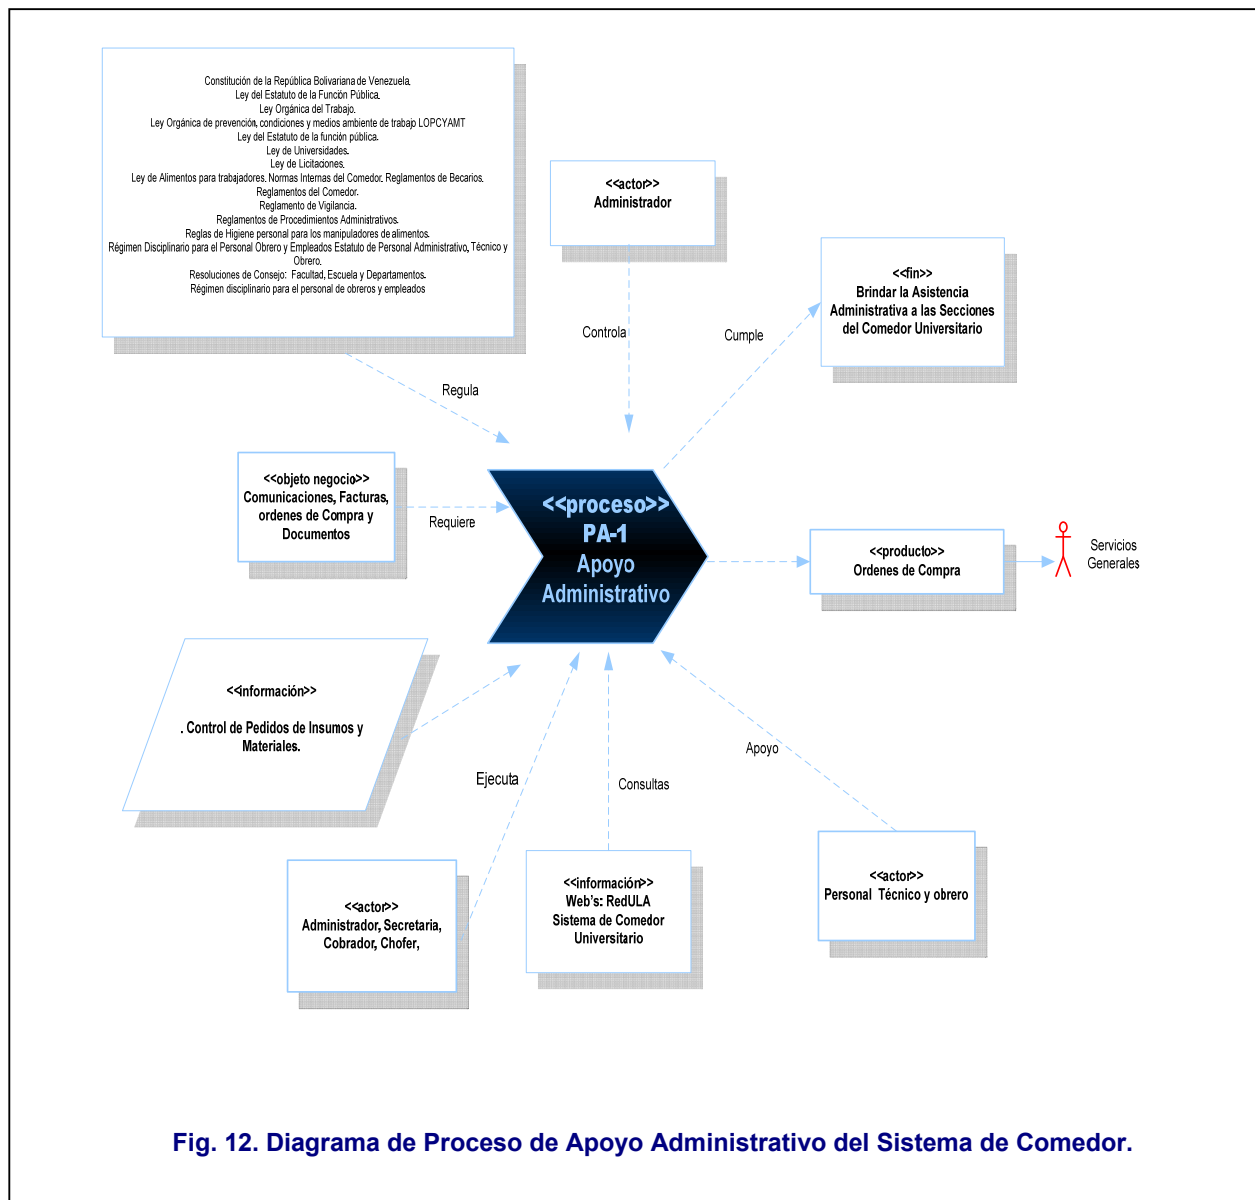 Constitución de la República Bolivariana de Venezuela.
Ley del Estatuto de la Función Pública.
Ley Orgánica del Trabajo.
Ley Orgánica de prevención, condiciones y medios ambiente de trabajo LOPCYAMT
Ley del Estatuto de la función pública.
Ley de Universidades.
Ley de Licitaciones.
Ley de Alimentos para trabajadores. Normas Internas del Comedor. Reglamentos de Becarios.
Reglamentos del Comedor.
Reglamento de Vigilancia.
Reglamentos de Procedimientos Administrativos.
Reglas de Higiene personal para los manipuladores de alimentos.
Régimen Disciplinario para el Personal Obrero y Empleados Estatuto de Personal Administrativo, Técnico y
Obrero.
Resoluciones de Consejo: Facultad, Escuela y Departamentos.
Régimen disciplinario para el personal de obreros y empleados
<<actor>>
Administrador
<<fin>>
Brindar la Asistencia
Administrativa a las Secciones
del Comedor Universitario
Controla
Cumple
Regula
<<objeto negocio>>
Comunicaciones, Facturas,
ordenes de Compra y
Documentos
Requiere
<<proceso>>
PA-1
Apoyo
Administrativo
<<producto>>
Ordenes de Compra
Servicios
Generales
<<información>>
. Control de Pedidos de Insumos y
Materiales.
Ejecuta
Consultas
Apoyo
<<actor>>
Administrador, Secretaria,
Cobrador, Chofer,
<<información>>
Web's: RedULA
Sistema de Comedor
Universitario
<<actor>>
Personal Técnico y obrero
Fig. 12. Diagrama de Proceso de Apoyo Administrativo del Sistema de Comedor.